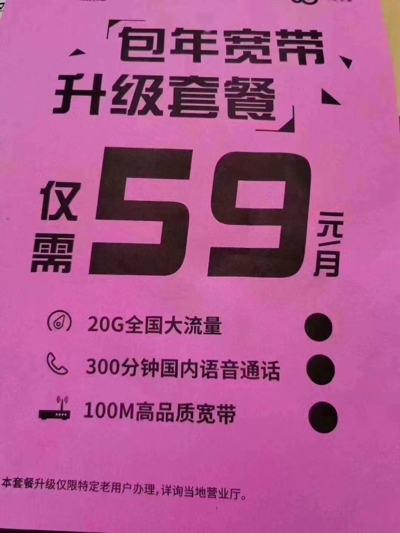 包年宽带
升级套餐
仅需59元/月
20G全国大流量
300分钟国内语音通话
100M高品质宽带
本套餐升级仅限特定老用户办理,详询当地营业厅。